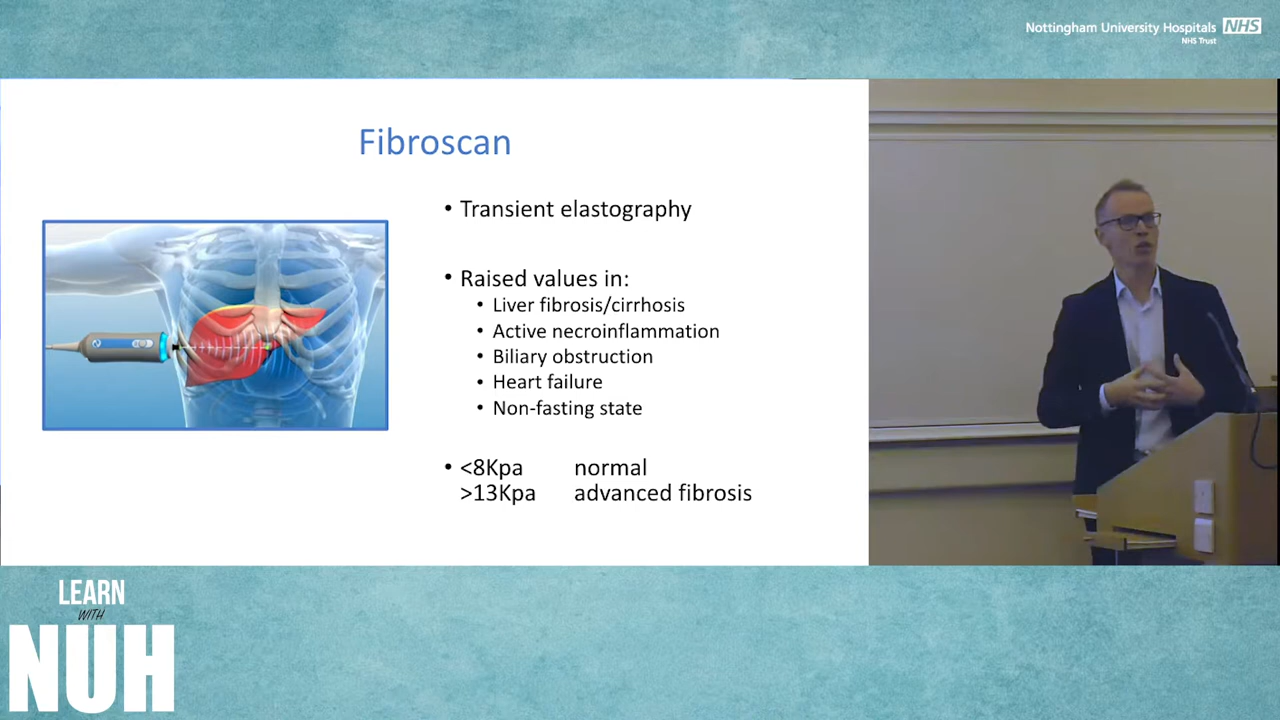 Nottingham University Hospitals NHS
NHS Trust
Fibroscan
• Transient elastography
• Raised values in:
• Liver fibrosis/cirrhosis
• Active necroinflammation
• Biliary obstruction
• Heart failure
• Non-fasting state
• <8Kpa normal
>13Kpa advanced fibrosis
LEARN
WITH
NUH